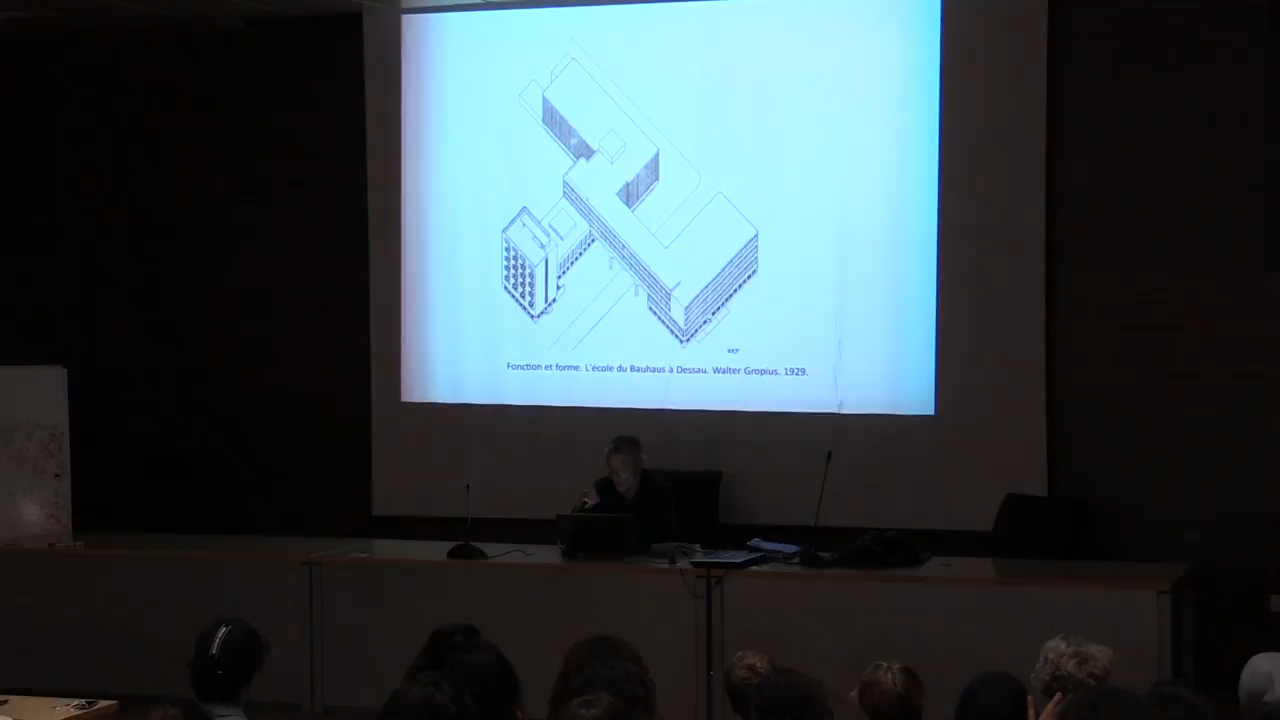 Fonction et forme. L'école du Bauhaus à Dessau. Walter Gropius. 1929.